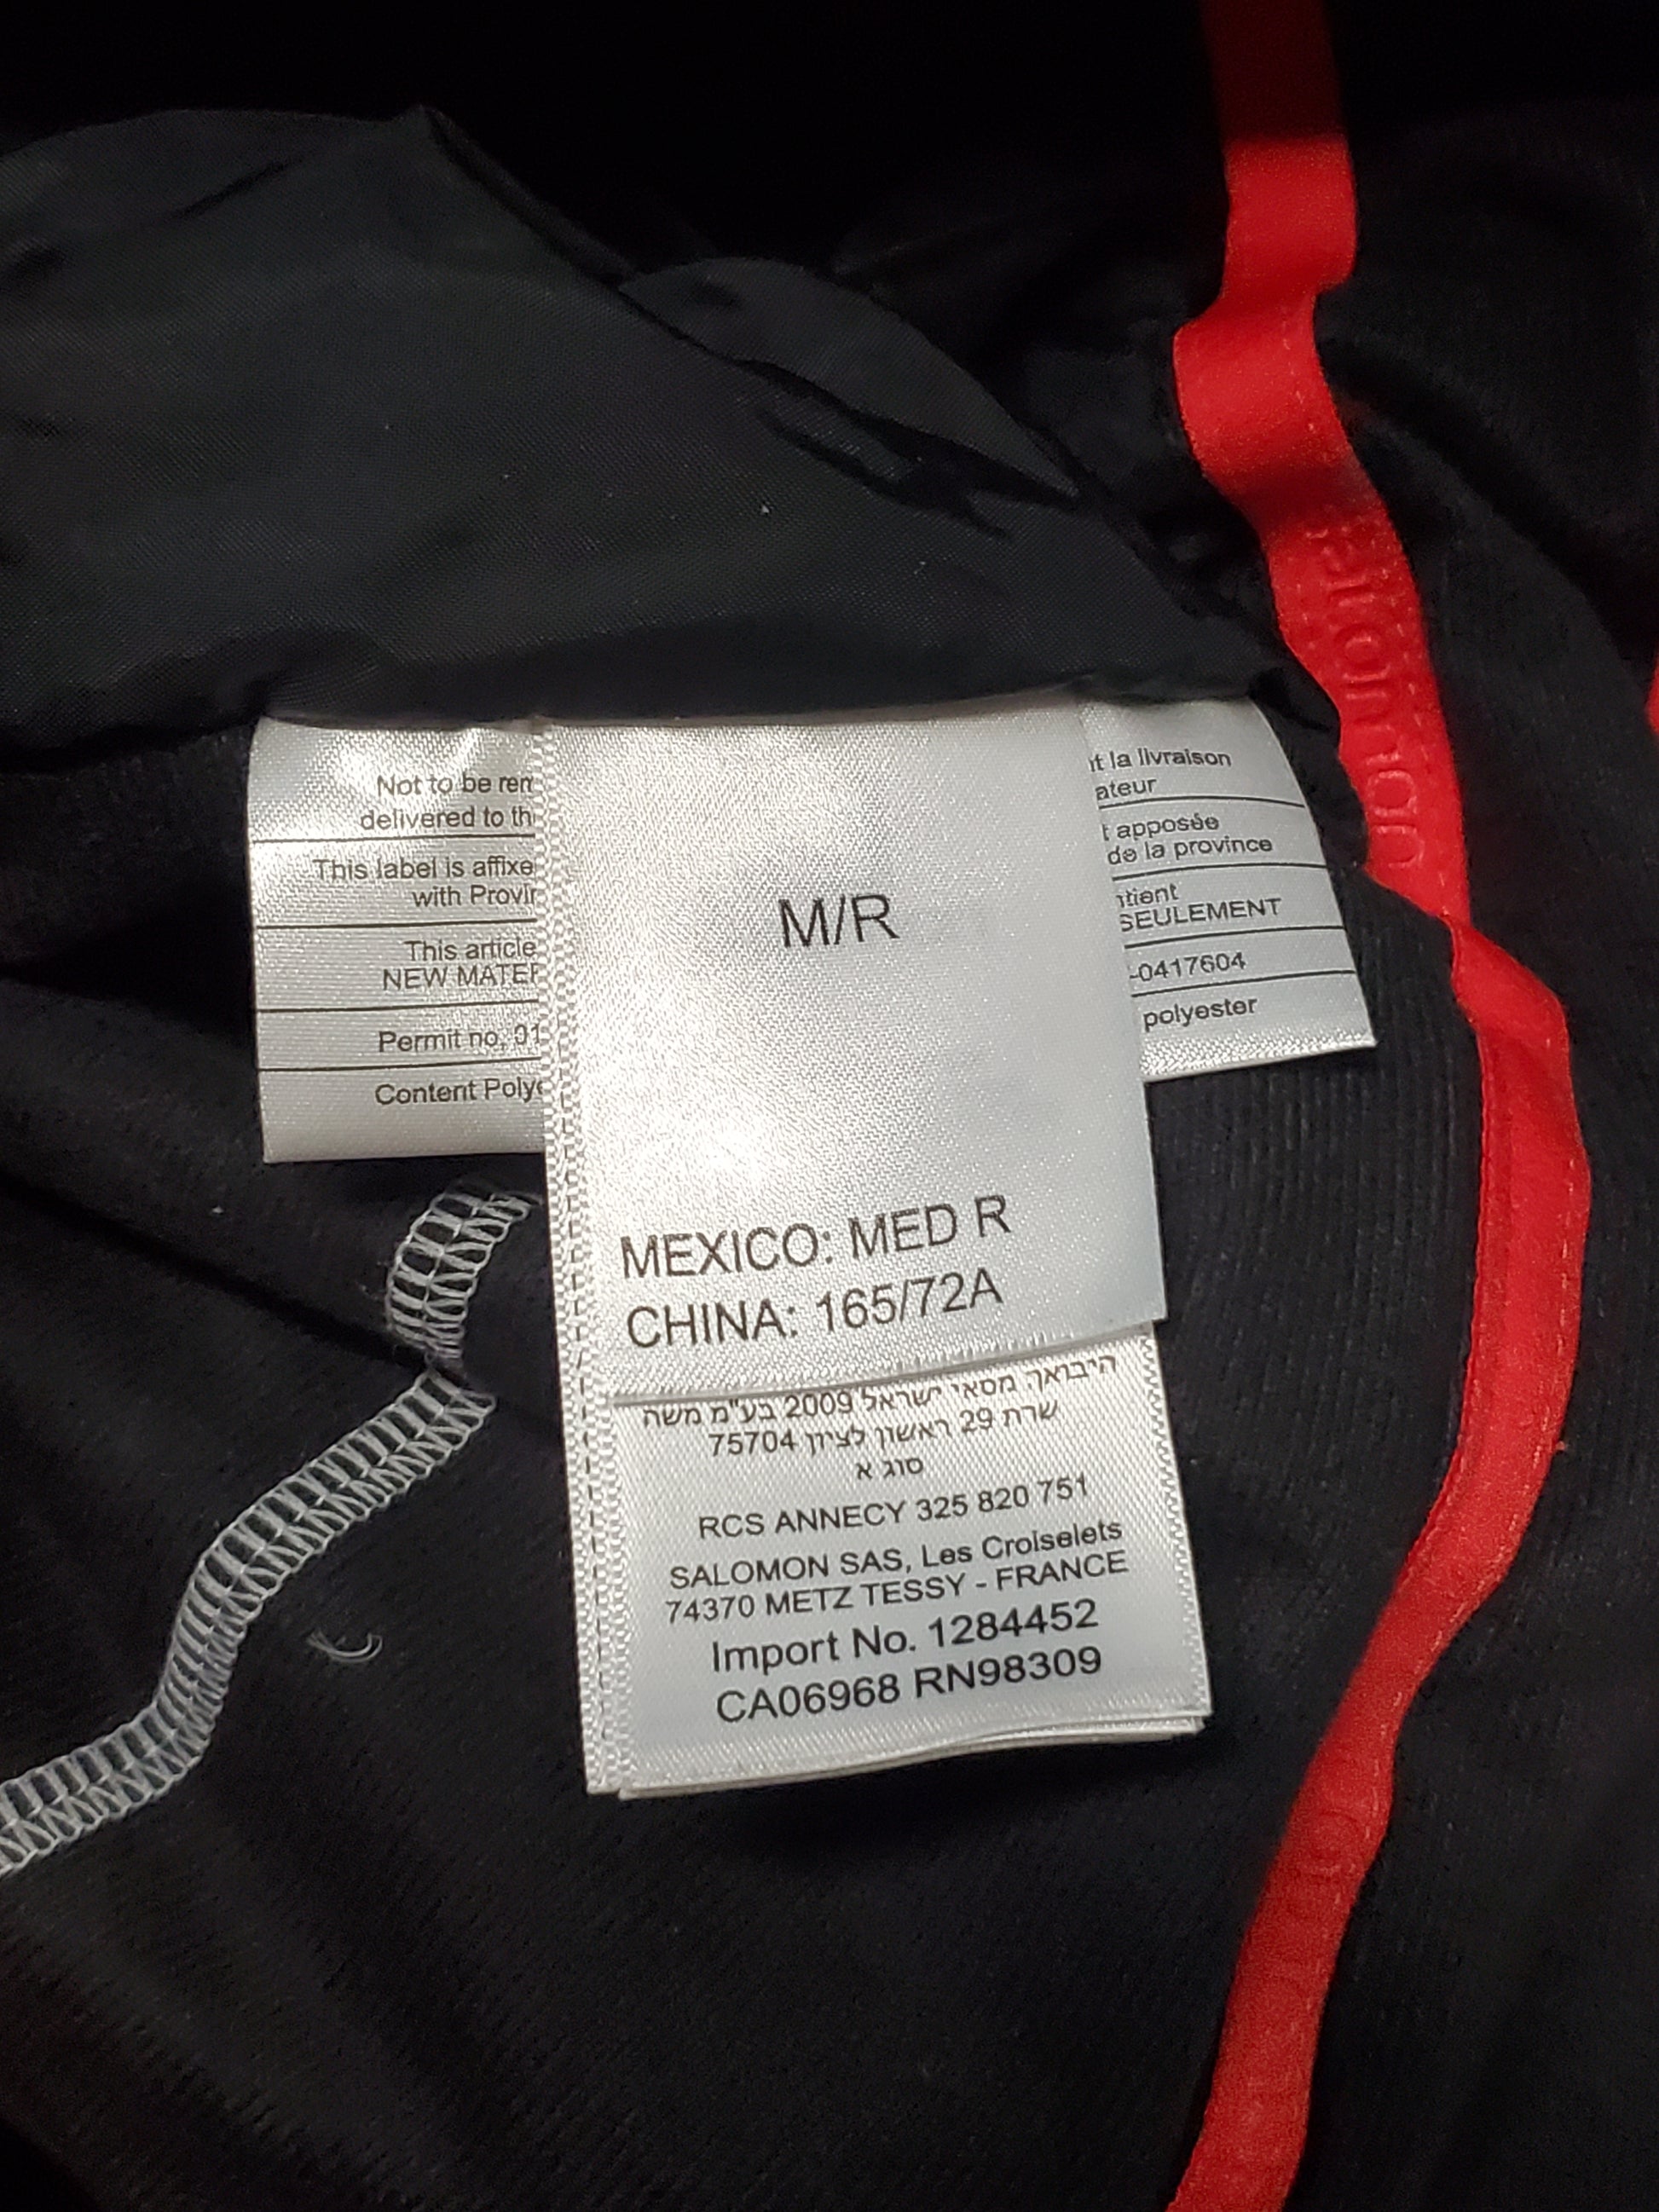 Not to be rem
delivered to th
This label is affixe
with Provin
This article
NEW MATER
Permit no. 01
Content Polye
M/R
MEXICO: MED R
CHINA: 165/72A
t la livraison
ateur
t apposée
de la province
ntient
SEULEMENT
-0417604
polyester
היבואך: מסאי ישראל 2009 בע"מ משה
שרת 29 ראשון לציון 75704
סוג א
RCS ANNECY 325 820 751
SALOMON SAS, Les Croiselets
74370 METZ TESSY - FRANCE
Import No. 1284452
CA06968 RN98309
salomon